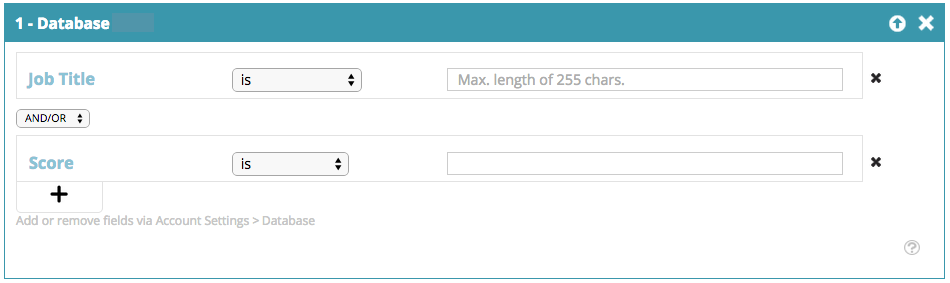 1 - Database
Job Title is Max. length of 255 chars.
AND/OR
Score is
Add or remove fields via Account Settings > Database
?